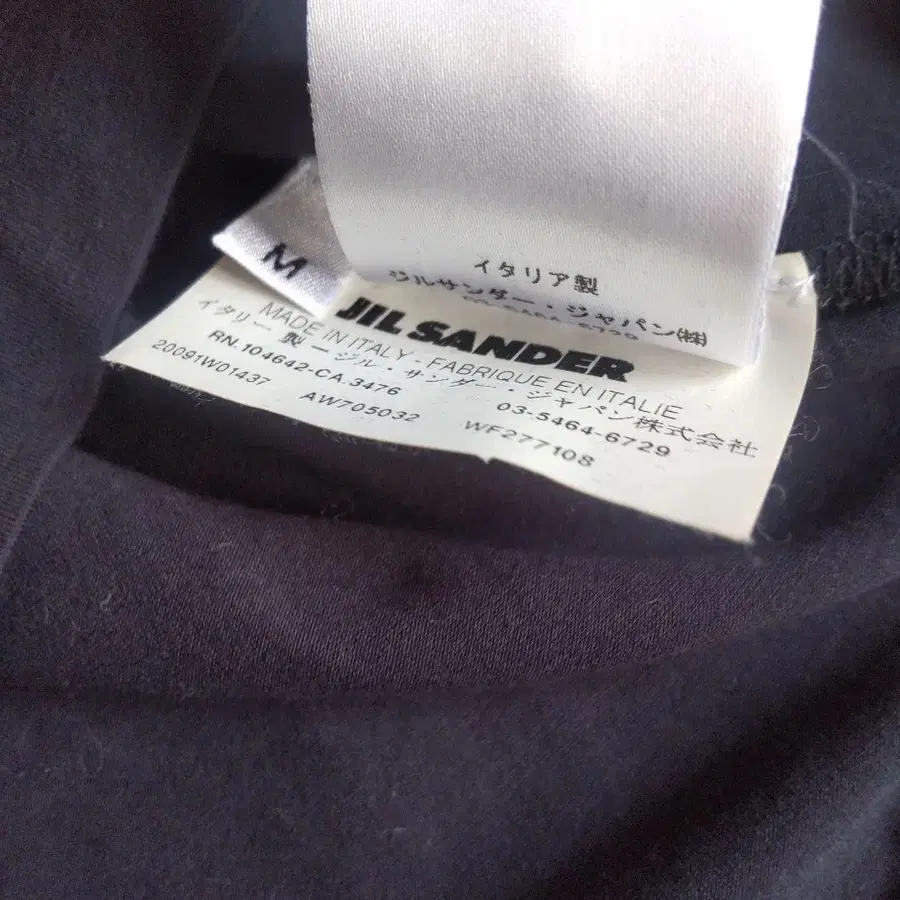 M
イタリア製
ジルサンダー・ジャパン(株)
JIL SANDER
MADE IN ITALY - FABRIQUE EN ITALIE
イタリー製 ー ジル・サンダー・ジャパン株式会社
RN.104642-CA.3476
03-5464-6729
20091W01437
AW705032
WF277108